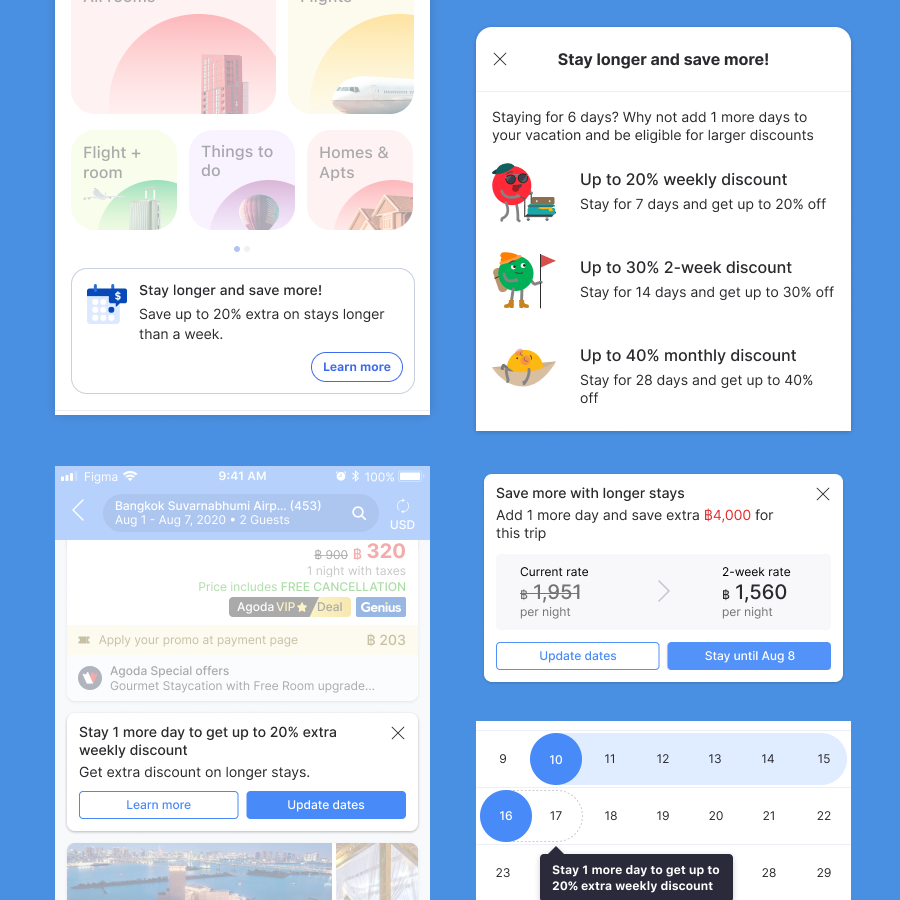 All rooms
Flights
Flight +
room
Things to
do
Homes &
Apts
Stay longer and save more!
Save up to 20% extra on stays longer
than a week.
$
Learn more
Stay longer and save more!
Staying for 6 days? Why not add 1 more days to
your vacation and be eligible for larger discounts
Up to 20% weekly discount
Stay for 7 days and get up to 20% off
Up to 30% 2-week discount
Stay for 14 days and get up to 30% off
Up to 40% monthly discount
Stay for 28 days and get up to 40%
off
Figma 9:41 AM 100%
Bangkok Suvarnabhumi Airp... (453)
Aug 1 - Aug 7, 2020 • 2 Guests
USD
฿ 900 ฿ 320
1 night with taxes
Price includes FREE CANCELLATION
Agoda VIP Deal Genius
Apply your promo at payment page ฿ 203
Agoda Special offers
Gourmet Staycation with Free Room upgrade...
Stay 1 more day to get up to 20% extra
weekly discount
Get extra discount on longer stays.
Learn more Update dates
Save more with longer stays
Add 1 more day and save extra ฿4,000 for
this trip
Current rate 2-week rate
฿ 1,951 ฿ 1,560
per night per night
Update dates Stay until Aug 8
9 10 11 12 13 14 15
16 17 18 19 20 21 22
23 28 29
Stay 1 more day to get up to
20% extra weekly discount